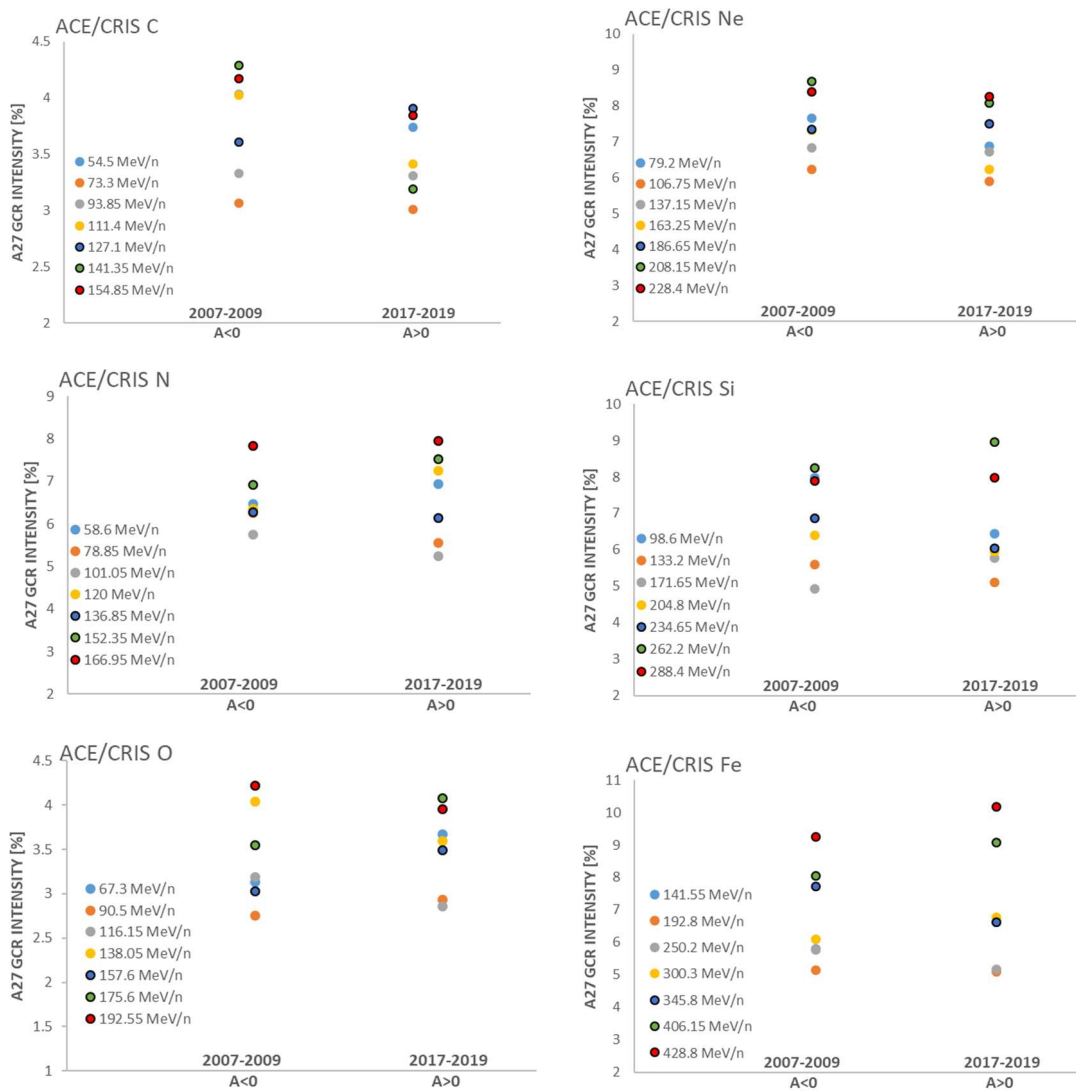 ACE/CRIS C
4.5
4
3.5
3
2.5
2
A27 GCR INTENSITY [%]
54.5 MeV/n
73.3 MeV/n
93.85 MeV/n
111.4 MeV/n
127.1 MeV/n
141.35 MeV/n
154.85 MeV/n
2007-2009
A<0
2017-2019
A>0
ACE/CRIS Ne
10
9
8
7
6
5
4
3
2
A27 GCR INTENSITY [%]
79.2 MeV/n
106.75 MeV/n
137.15 MeV/n
163.25 MeV/n
186.65 MeV/n
208.15 MeV/n
228.4 MeV/n
2007-2009
A<0
2017-2019
A>0
ACE/CRIS N
9
8
7
6
5
4
3
2
A27 GCR INTENSITY [%]
58.6 MeV/n
78.85 MeV/n
101.05 MeV/n
120 MeV/n
136.85 MeV/n
152.35 MeV/n
166.95 MeV/n
2007-2009
A<0
2017-2019
A>0
ACE/CRIS Si
10
9
8
7
6
5
4
3
2
A27 GCR INTENSITY [%]
98.6 MeV/n
133.2 MeV/n
171.65 MeV/n
204.8 MeV/n
234.65 MeV/n
262.2 MeV/n
288.4 MeV/n
2007-2009
A<0
2017-2019
A>0
ACE/CRIS O
4.5
4
3.5
3
2.5
2
1.5
1
A27 GCR INTENSITY [%]
67.3 MeV/n
90.5 MeV/n
116.15 MeV/n
138.05 MeV/n
157.6 MeV/n
175.6 MeV/n
192.55 MeV/n
2007-2009
A<0
2017-2019
A>0
ACE/CRIS Fe
11
10
9
8
7
6
5
4
3
2
A27 GCR INTENSITY [%]
141.55 MeV/n
192.8 MeV/n
250.2 MeV/n
300.3 MeV/n
345.8 MeV/n
406.15 MeV/n
428.8 MeV/n
2007-2009
A<0
2017-2019
A>0